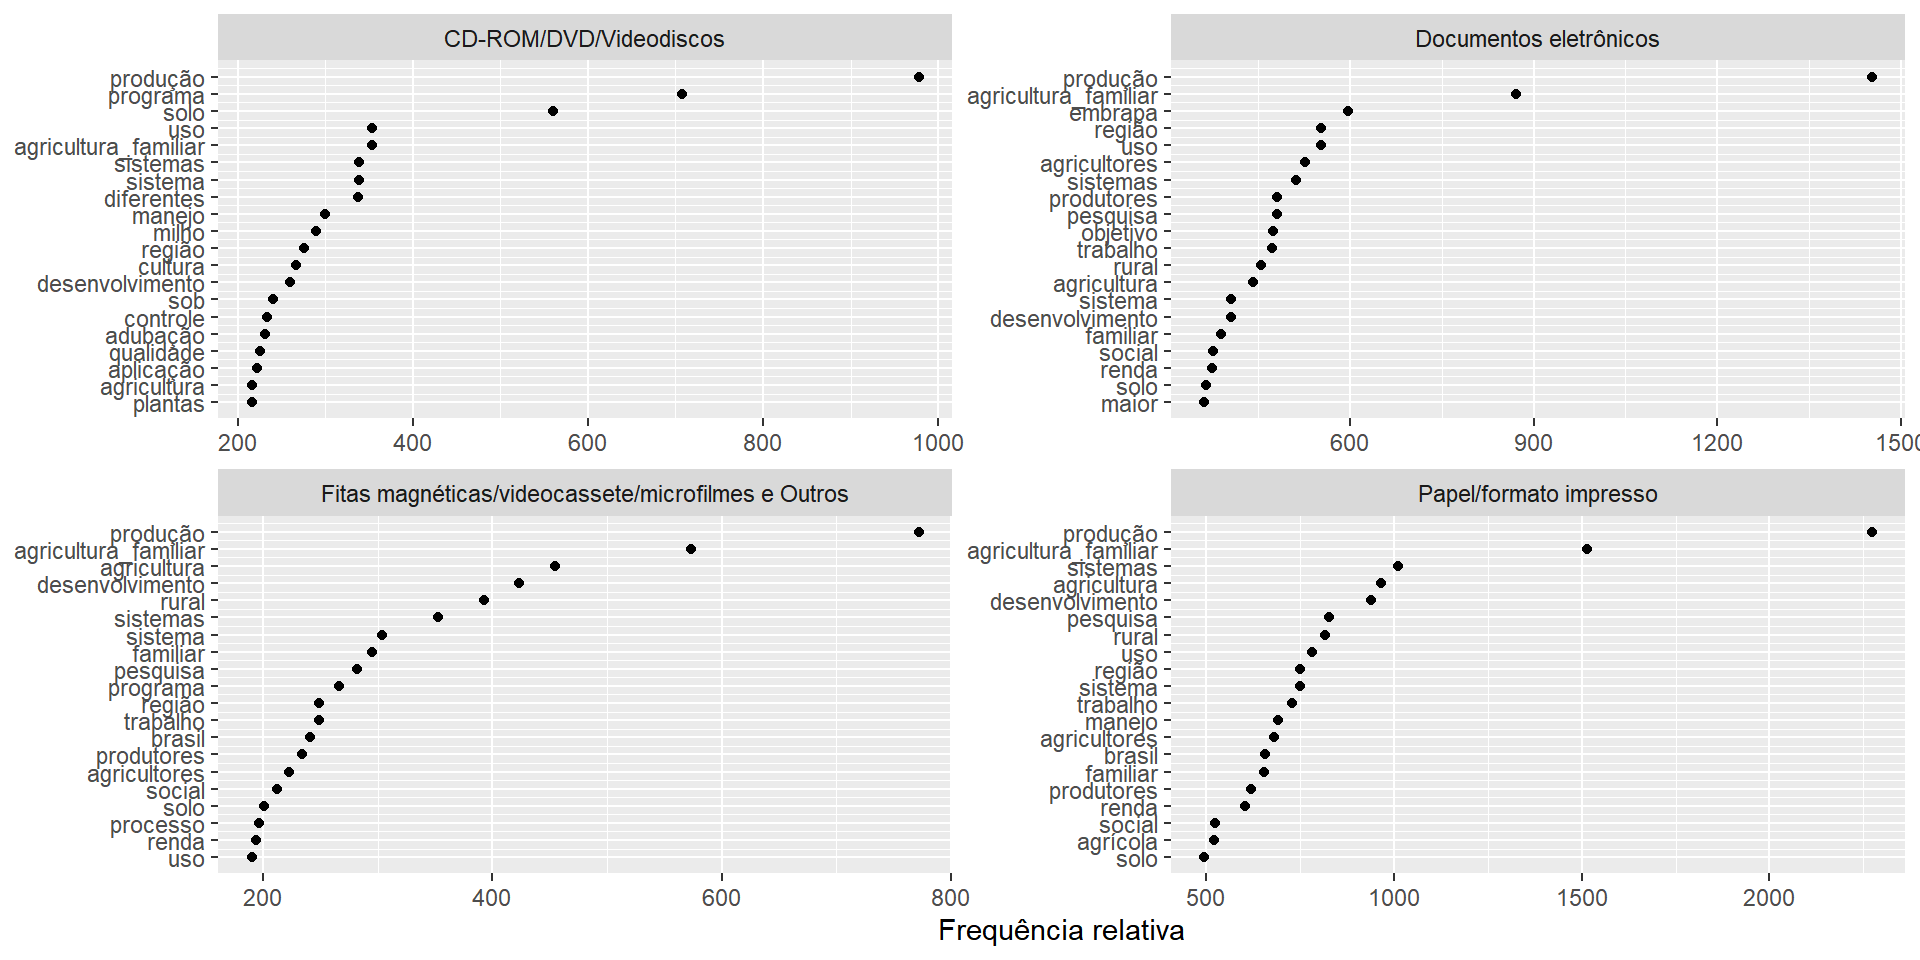 CD-ROM/DVD/Videodiscos
produção
programa
solo
uso
agricultura_familiar
sistemas
sistema
diferentes
manejo
milho
região
cultura
desenvolvimento
sob
controle
adubação
qualidade
aplicação
agricultura
plantas
200 400 600 800 1000
Documentos eletrônicos
produção
agricultura_familiar
embrapa
região
uso
agricultores
sistemas
produtores
pesquisa
objetivo
trabalho
rural
agricultura
sistema
desenvolvimento
familiar
social
renda
solo
maior
600 900 1200 1500
Fitas magnéticas/videocassete/microfilmes e Outros
produção
agricultura_familiar
agricultura
desenvolvimento
rural
sistemas
sistema
familiar
pesquisa
programa
região
trabalho
brasil
produtores
agricultores
social
solo
processo
renda
uso
200 400 600 800
Papel/formato impresso
produção
agricultura_familiar
sistemas
agricultura
desenvolvimento
pesquisa
rural
uso
região
sistema
trabalho
manejo
agricultores
brasil
familiar
produtores
renda
social
agrícola
solo
500 1000 1500 2000
Frequência relativa